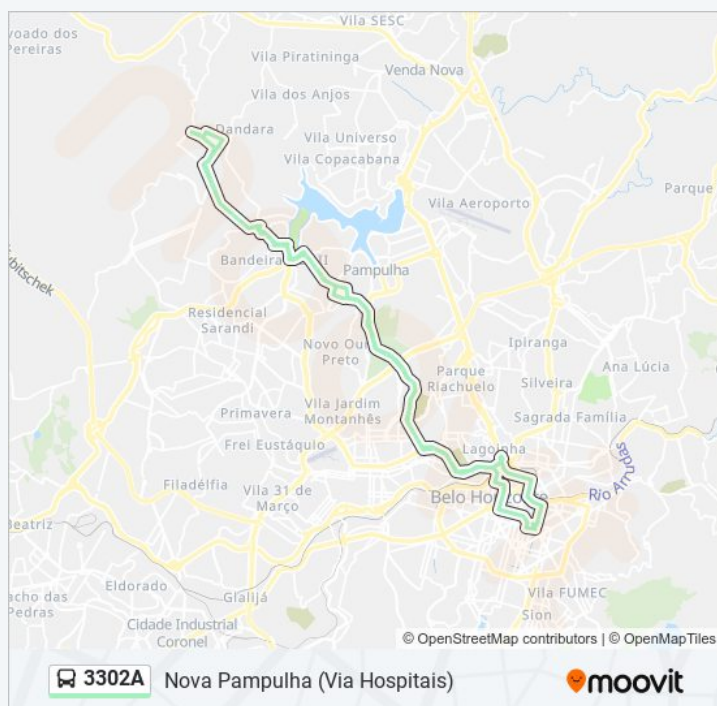 Vila SESC
voado dos
Pereiras
Vila Piratininga
Venda Nova
Vila dos Anjos
Dandara
Vila Universo
Vila Copacabana
Parque
Vila Aeroporto
Bandeira
II
Pampulha
bitschek
Residencial
Sarandi
Novo Ou
Preto
Ipiranga
Ana Lúcia
Parque
Riachuelo
Silveira
Primavera
Vila Jardim
Montanhês
Sagrada Família
Frei Eustáquio
Lagoinha
Filadélfia
Vila 31 de
Março
Belo Ho
Rio Arrudas
Beatriz
Eldorado
Glalijá
Vila FUMEC
Sion
acho das
Pedras
Cidade Industrial
Coronel
© OpenStreetMap contributors | © OpenMapTiles
3302A
Nova Pampulha (Via Hospitais)
moovit